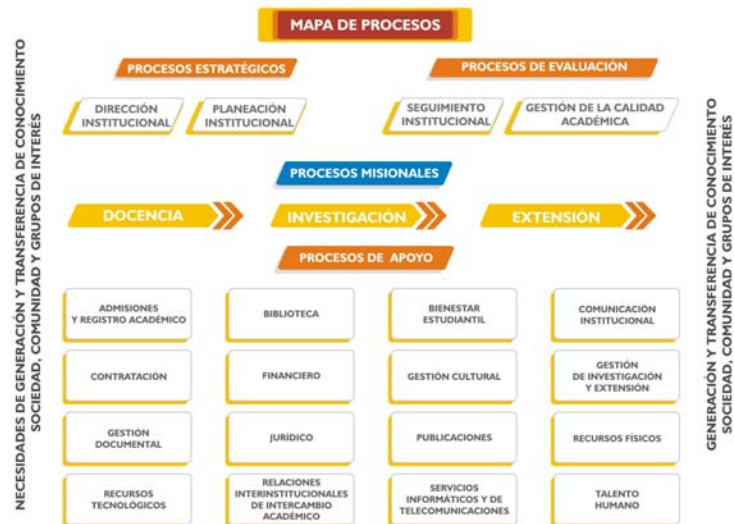 MAPA DE PROCESOS
PROCESOS ESTRATÉGICOS
PROCESOS DE EVALUACIÓN
DIRECCIÓN
INSTITUCIONAL
PLANEACIÓN
INSTITUCIONAL
SEGUIMIENTO
INSTITUCIONAL
GESTIÓN DE LA CALIDAD
ACADÉMICA
PROCESOS MISIONALES
DOCENCIA
INVESTIGACIÓN
EXTENSIÓN
PROCESOS DE APOYO
ADMISIONES
Y REGISTRO ACADÉMICO
BIBLIOTECA
BIENESTAR
ESTUDIANTIL
COMUNICACIÓN
INSTITUCIONAL
CONTRATACIÓN
FINANCIERO
GESTIÓN CULTURAL
GESTIÓN
DE INVESTIGACIÓN
Y EXTENSIÓN
GESTIÓN
DOCUMENTAL
JURÍDICO
PUBLICACIONES
RECURSOS FÍSICOS
RECURSOS
TECNOLÓGICOS
RELACIONES
INTERINSTITUCIONALES
DE INTERCAMBIO
ACADÉMICO
SERVICIOS
INFORMÁTICOS Y DE
TELECOMUNICACIONES
TALENTO
HUMANO
NECESIDADES DE GENERACIÓN Y TRANSFERENCIA DE CONOCIMIENTO
SOCIEDAD, COMUNIDAD Y GRUPOS DE INTERÉS
GENERACIÓN Y TRANSFERENCIA DE CONOCIMIENTO
SOCIEDAD, COMUNIDAD Y GRUPOS DE INTERÉS